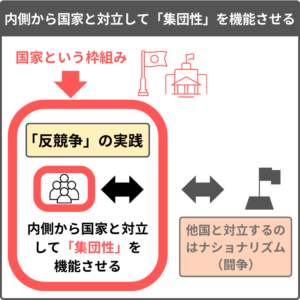 内側から国家と対立して「集団性」を機能させる
国家という枠組み
「反競争」の実践
内側から国家と対立
して「集団性」を
機能させる
他国と対立するの
はナショナリズム
（闘争）